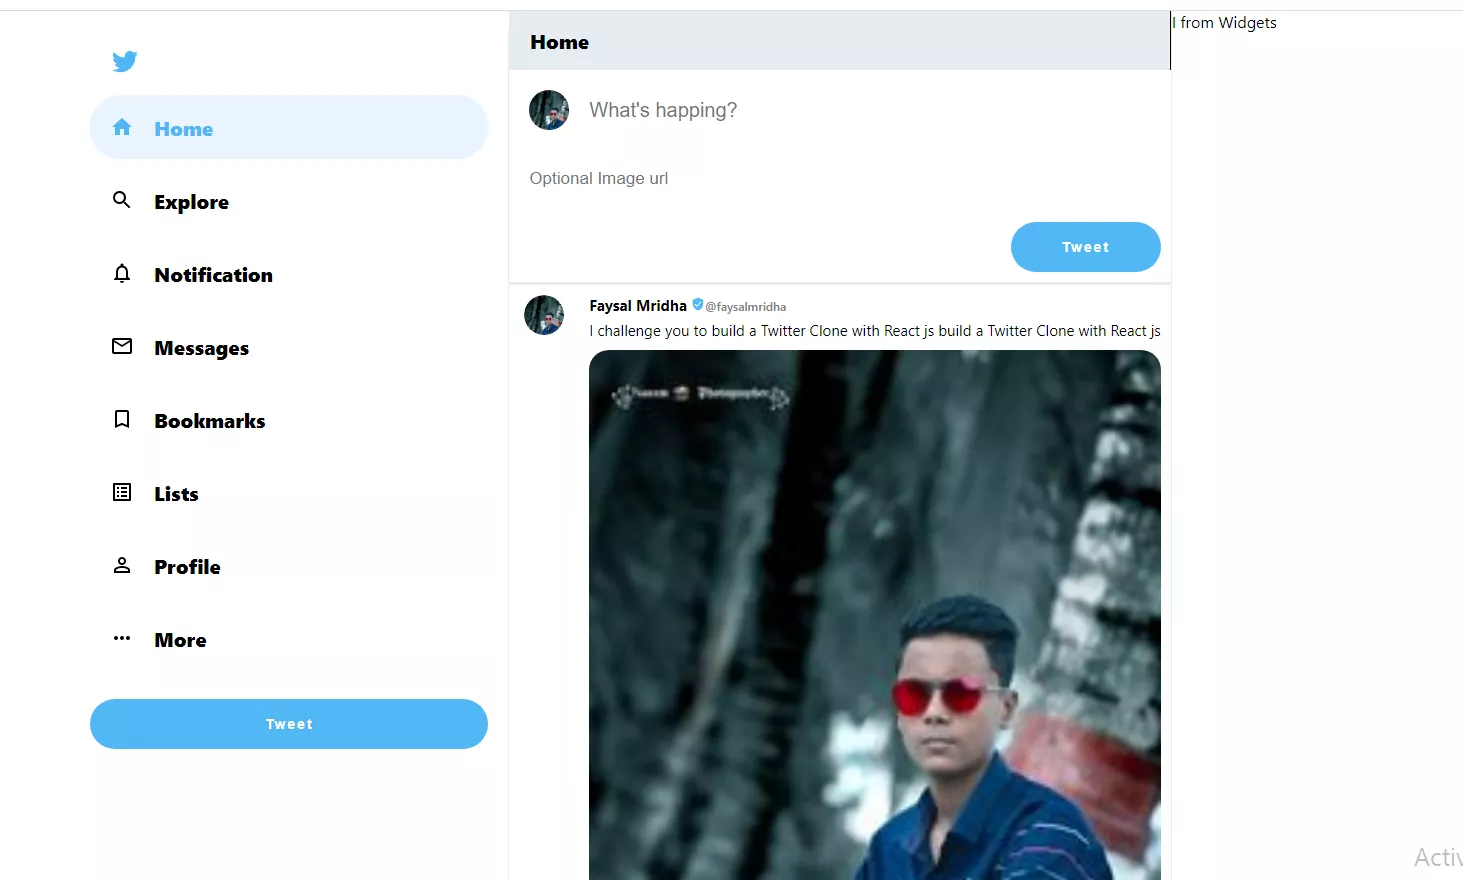 Home
Explore
Notification
Messages
Bookmarks
Lists
Profile
More
Tweet
Home
What's happing?
Optional Image url
Tweet
Faysal Mridha @faysalmridha
I challenge you to build a Twitter Clone with React js build a Twitter Clone with React js
Photographer
I from Widgets
Activ